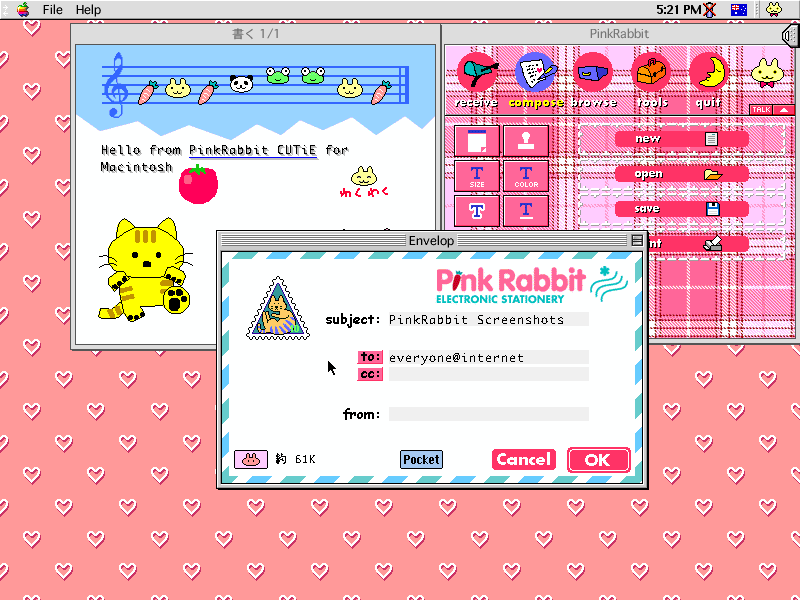 File Help
5:21 PM
書く 1/1
PinkRabbit
receive compose browse tools quit
TALK
Hello from PinkRabbit CUTiE for
Macintosh
わくわく
T SIZE
T COLOR
T
T
new
open
save
nt
Envelop
Pink Rabbit
ELECTRONIC STATIONERY
subject: PinkRabbit Screenshots
to: everyone@internet
cc:
from:
約 61K
Pocket
Cancel
OK